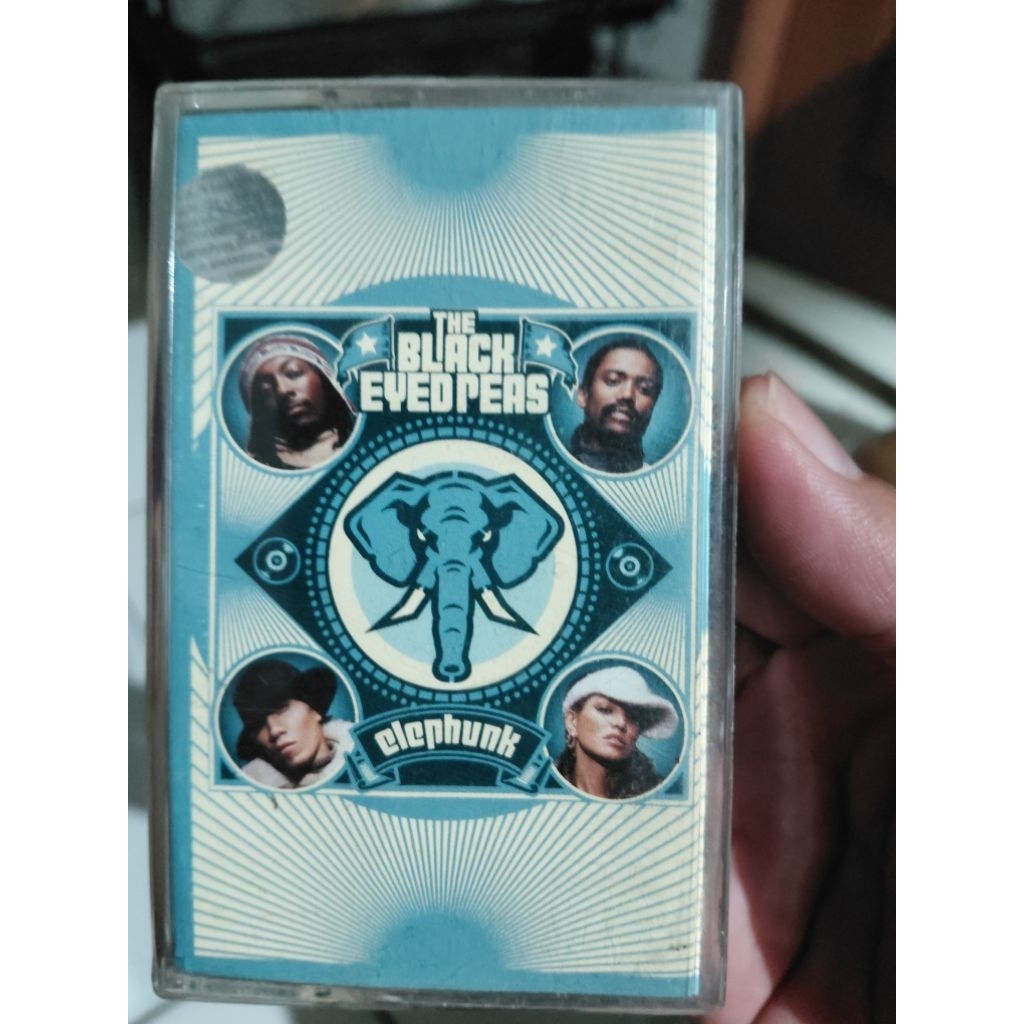 THE
BLACK
EYED PEAS
elephunk